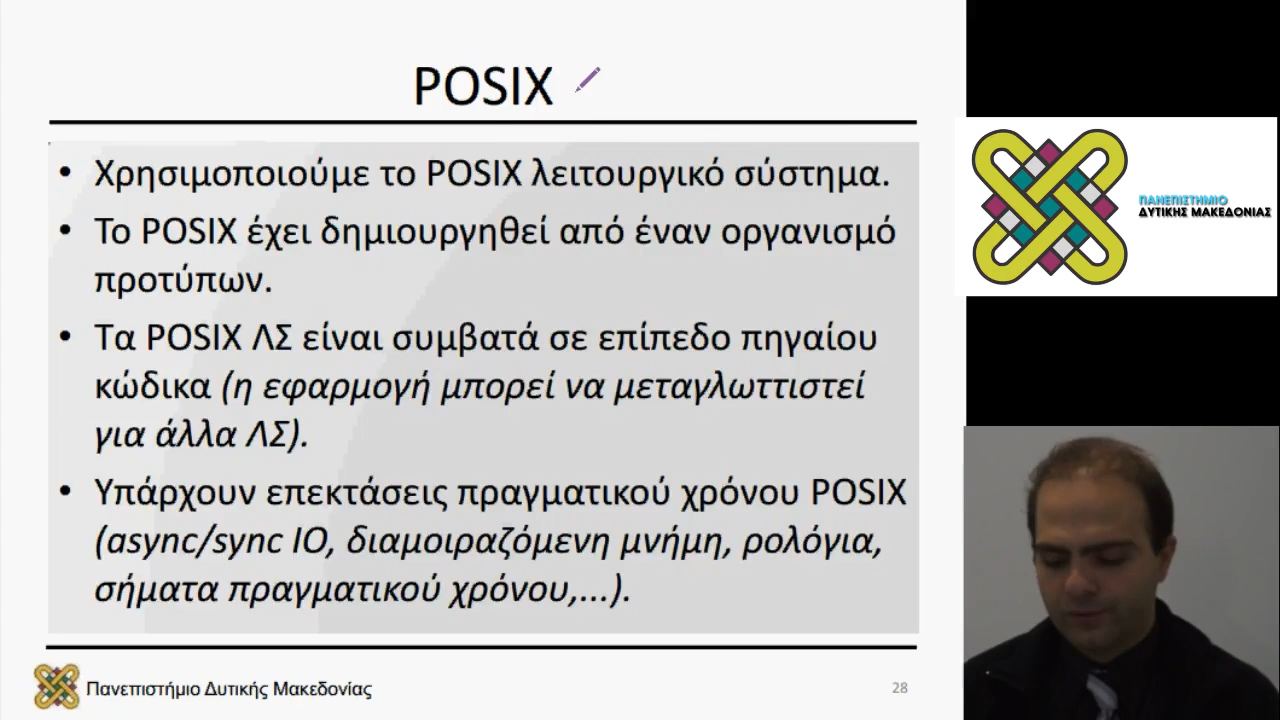 POSIX
• Χρησιμοποιούμε το POSIX λειτουργικό σύστημα.
• Το POSIX έχει δημιουργηθεί από έναν οργανισμό
προτύπων.
• Τα POSIX ΛΣ είναι συμβατά σε επίπεδο πηγαίου
κώδικα (η εφαρμογή μπορεί να μεταγλωττιστεί
για άλλα ΛΣ).
• Υπάρχουν επεκτάσεις πραγματικού χρόνου POSIX
(async/sync IO, διαμοιραζόμενη μνήμη, ρολόγια,
σήματα πραγματικού χρόνου,...).
Πανεπιστήμιο Δυτικής Μακεδονίας
28
ΠΑΝΕΠΙΣΤΗΜΙΟ
ΔΥΤΙΚΗΣ ΜΑΚΕΔΟΝΙΑΣ